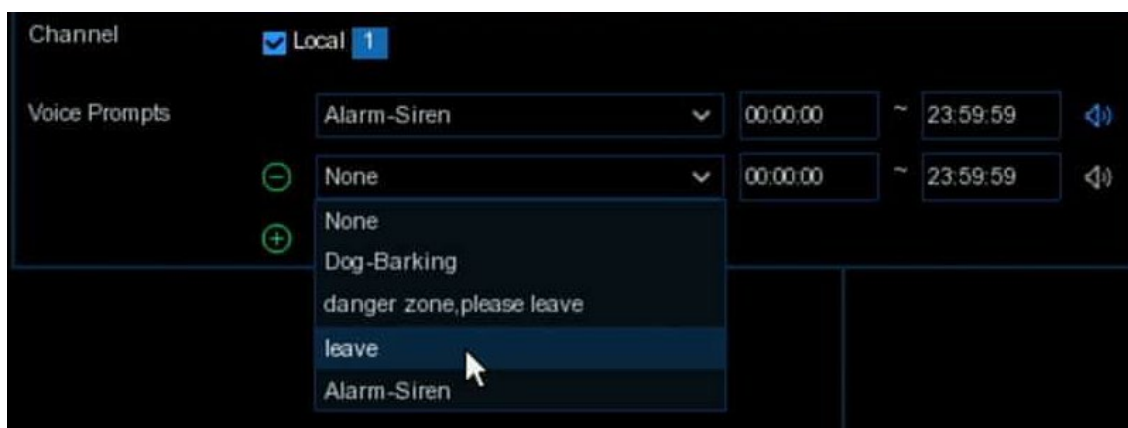 Channel Local 1
Voice Prompts Alarm-Siren 00:00:00 ~ 23:59:59
None 00:00:00 ~ 23:59:59
None
Dog-Barking
danger zone,please leave
leave
Alarm-Siren